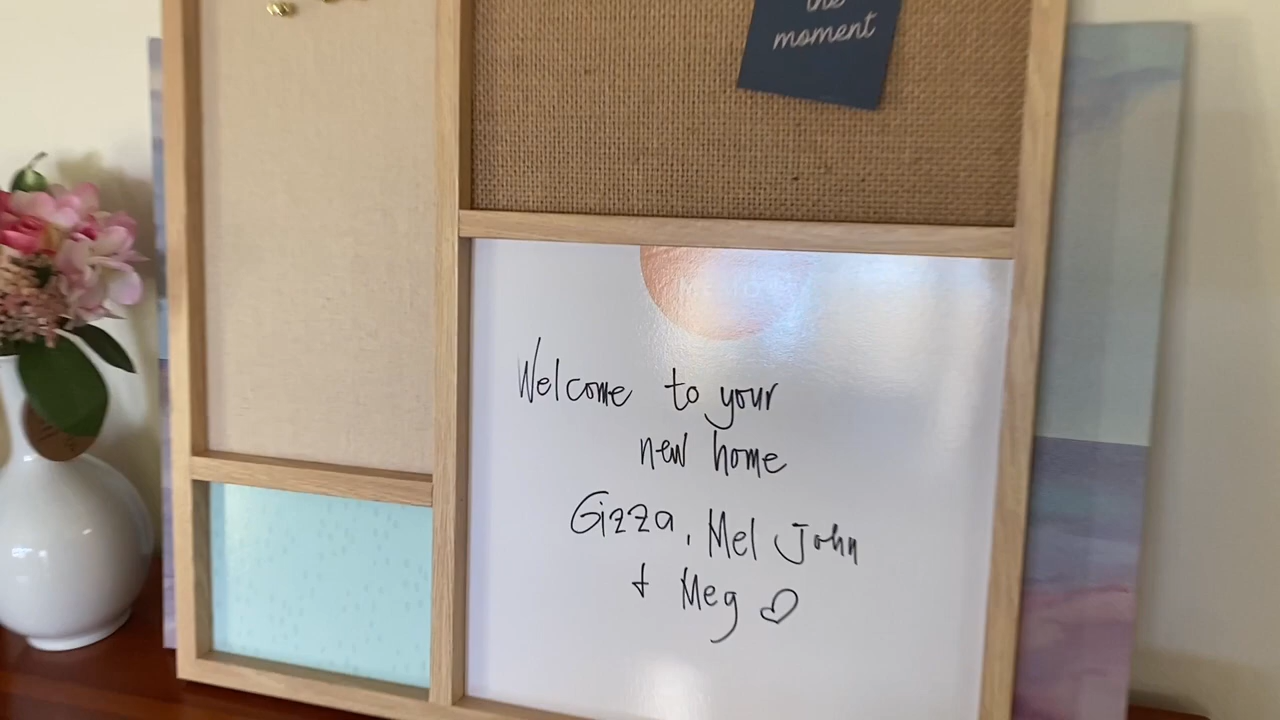 the
moment
Welcome to your
new home
Gizza, Mel John
+ Meg ♡